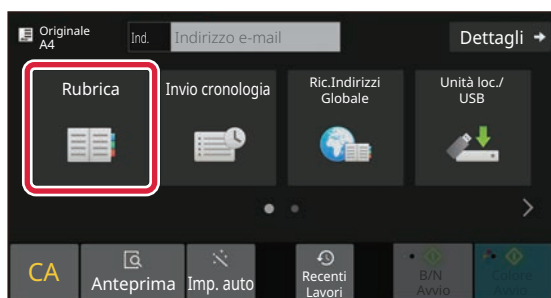 Originale
A4
Ind.
Indirizzo e-mail
Dettagli
Rubrica
Invio cronologia
Ric.Indirizzi
Globale
Unità loc./
USB
CA
Anteprima
Imp. auto
Recenti
Lavori
B/N
Avvio
Colore
Avvio